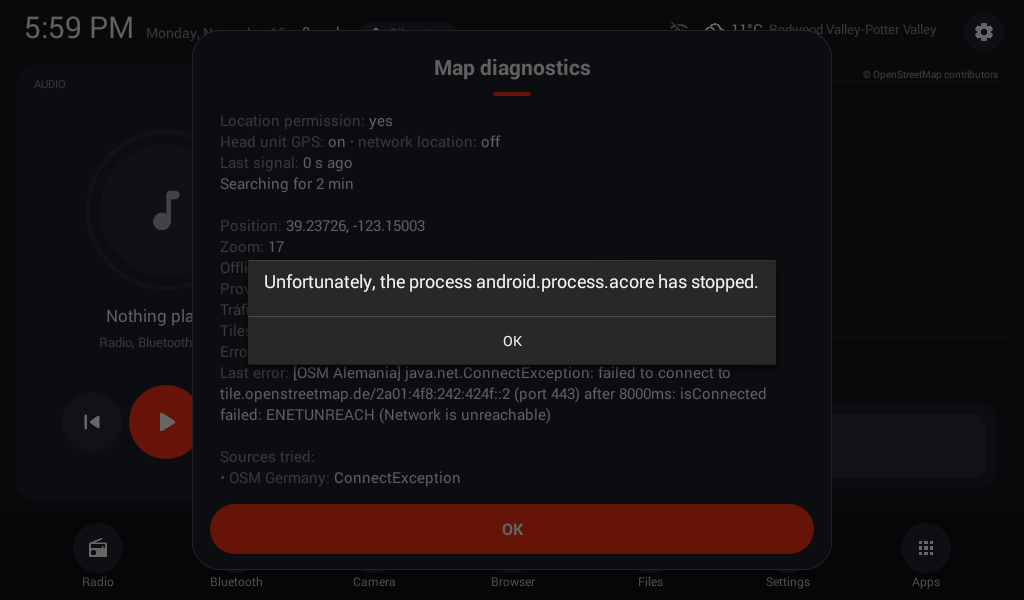 5:59 PM
Monday,
11°C Redwood Valley-Potter Valley
© OpenStreetMap contributors
AUDIO
Map diagnostics
Location permission: yes
Head unit GPS: on · network location: off
Last signal: 0 s ago
Searching for 2 min
Position: 39.23726, -123.15003
Zoom: 17
Unfortunately, the process android.process.acore has stopped.
OK
Nothing
Radio, Bluetooth
Last error: [OSM Alemania] java.net.ConnectException: failed to connect to
tile.openstreetmap.de/2a01:4f8:242:424f::2 (port 443) after 8000ms: isConnected
failed: ENETUNREACH (Network is unreachable)
Sources tried:
• OSM Germany: ConnectException
OK
Radio
Bluetooth
Camera
Browser
Files
Settings
Apps